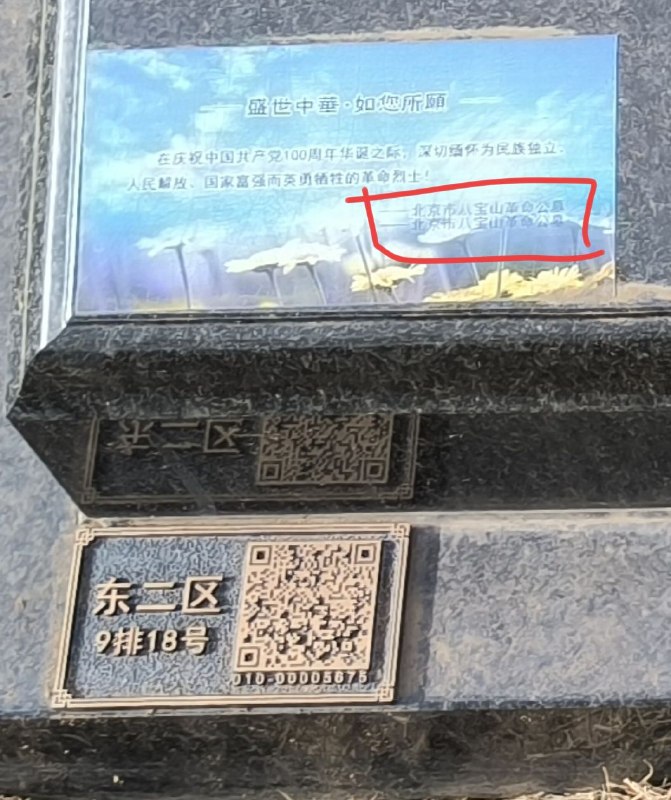 盛世中華·如您所願
在庆祝中国共产党100周年华诞之际，深切缅怀为民族独立、
人民解放、国家富强而英勇牺牲的革命烈士！
——北京市八宝山革命公墓
——北京市八宝山革命公墓
东二区
东二区
9排18号
010-00005675